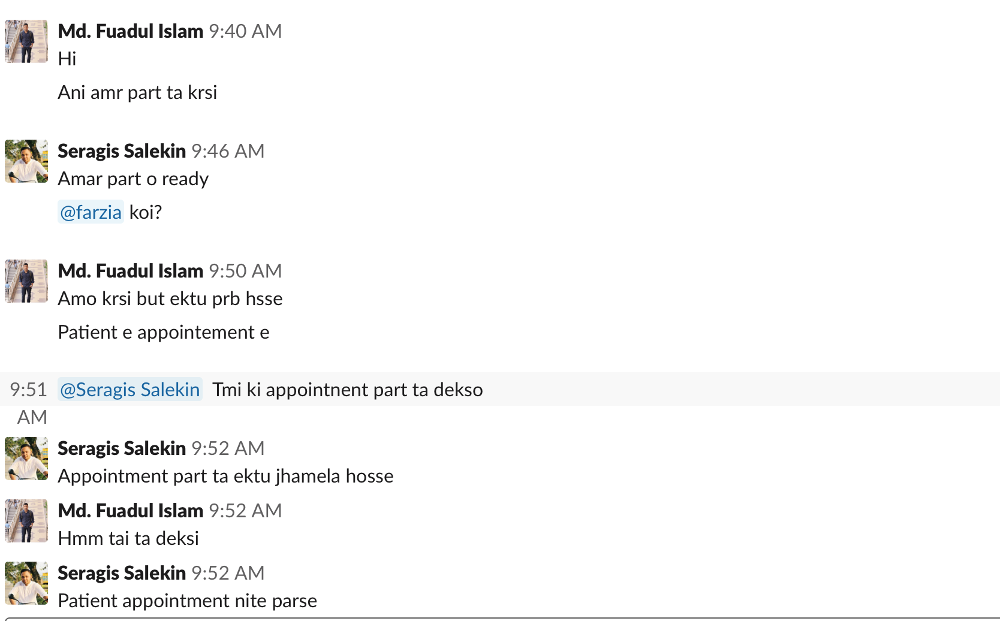 Md. Fuadul Islam 9:40 AM
Hi
Ani amr part ta krsi
Seragis Salekin 9:46 AM
Amar part o ready
@farzia koi?
Md. Fuadul Islam 9:50 AM
Amo krsi but ektu prb hsse
Patient e appointement e
9:51 AM @Seragis Salekin Tmi ki appointnent part ta dekso
Seragis Salekin 9:52 AM
Appointment part ta ektu jhamela hosse
Md. Fuadul Islam 9:52 AM
Hmm tai ta deksi
Seragis Salekin 9:52 AM
Patient appointment nite parse